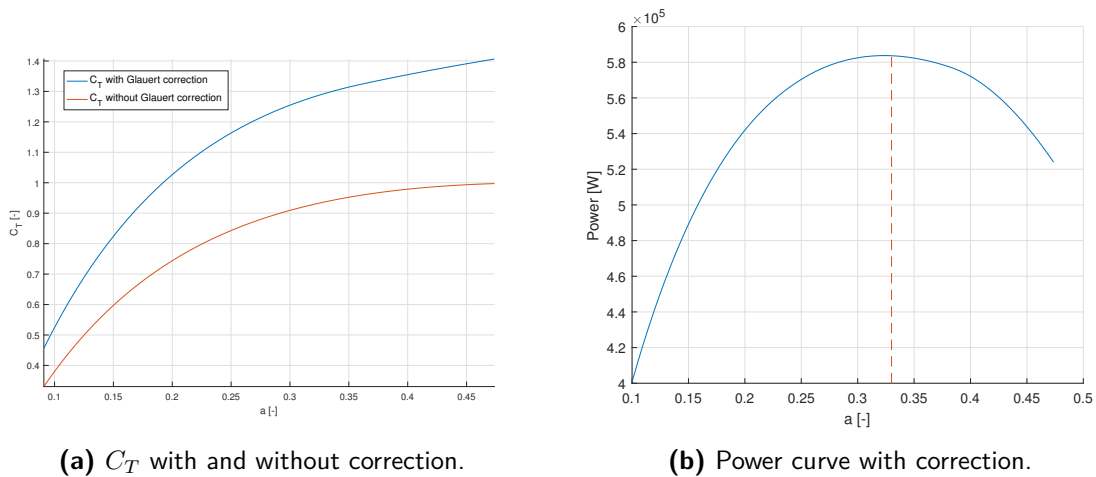 C_T with Glauert correction
C_T without Glauert correction
1.4
1.3
1.2
1.1
1
0.9
0.8
0.7
0.6
0.5
0.4
C_T [-]
0.1 0.15 0.2 0.25 0.3 0.35 0.4 0.45
a [-]
(a) C_T with and without correction.
×10^5
6
5.8
5.6
5.4
5.2
5
4.8
4.6
4.4
4.2
4
Power [W]
0.1 0.15 0.2 0.25 0.3 0.35 0.4 0.45 0.5
a [-]
(b) Power curve with correction.